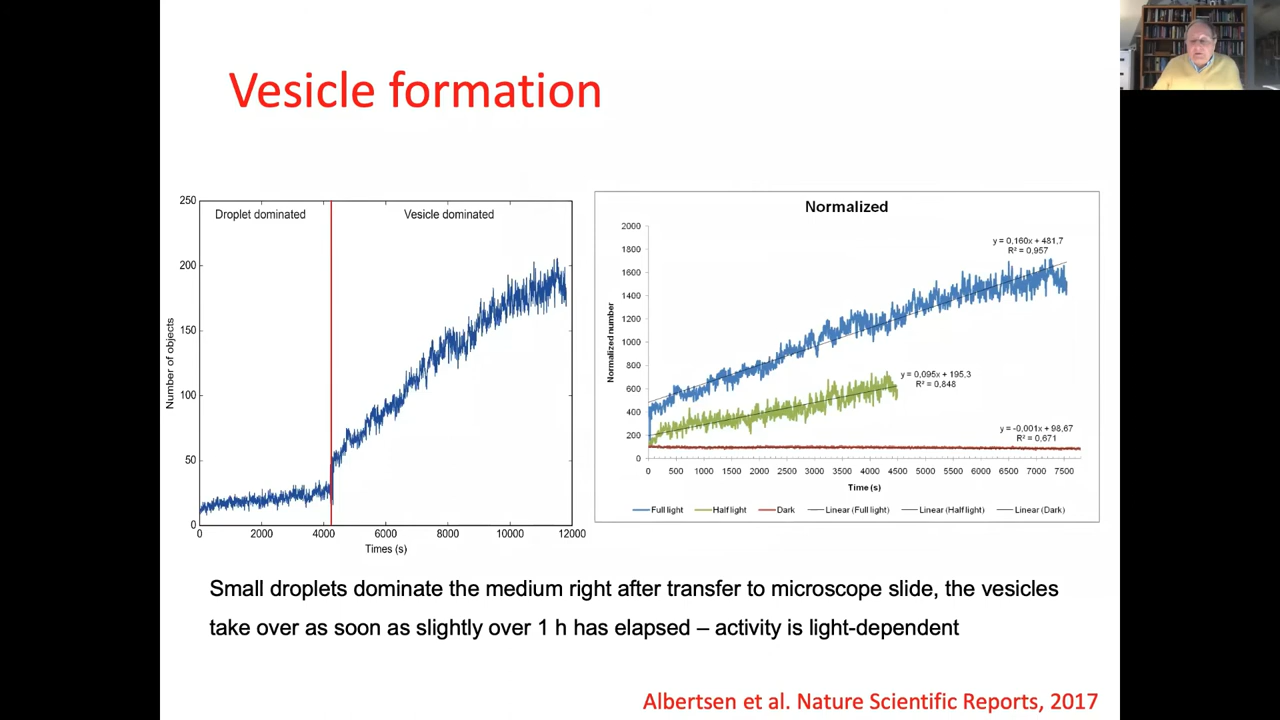 Vesicle formation
250
Droplet dominated
Vesicle dominated
200
150
100
50
0
Number of objects
0 2000 4000 6000 8000 10000 12000
Times (s)
Normalized
2000
1800
1600
1400
1200
1000
800
600
400
200
0
Normalized number
y = 0,160x + 481,7
R² = 0,957
y = 0,095x + 195,3
R² = 0,848
y = -0,001x + 98,67
R² = 0,671
0 500 1000 1500 2000 2500 3000 3500 4000 4500 5000 5500 6000 6500 7000 7500
Time (s)
Full light Half light Dark Linear (Full light) Linear (Half light) Linear (Dark)
Small droplets dominate the medium right after transfer to microscope slide, the vesicles
take over as soon as slightly over 1 h has elapsed – activity is light-dependent
Albertsen et al. Nature Scientific Reports, 2017